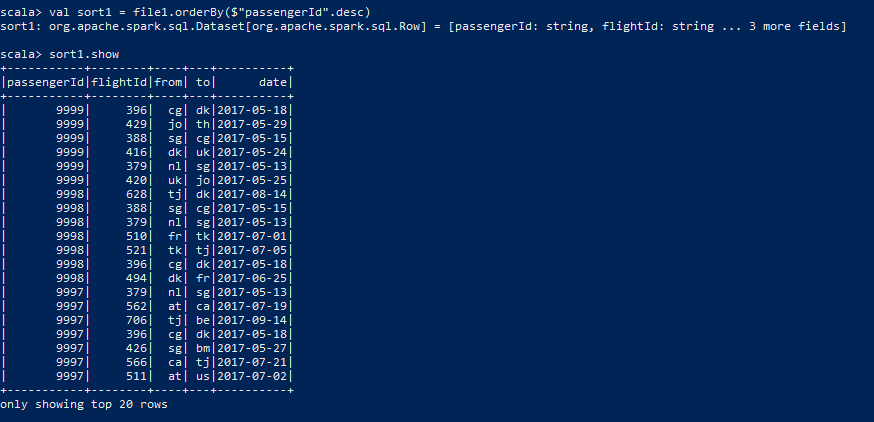 scala> val sort1 = file1.orderBy($"passengerId".desc)
sort1: org.apache.spark.sql.Dataset[org.apache.spark.sql.Row] = [passengerId: string, flightId: string ... 3 more fields]
scala> sort1.show
+-----------+--------+----+---+----------+
|passengerId|flightId|from| to|      date|
+-----------+--------+----+---+----------+
|       9999|     396|  cg| dk|2017-05-18|
|       9999|     429|  jo| th|2017-05-29|
|       9999|     388|  sg| cg|2017-05-15|
|       9999|     416|  dk| uk|2017-05-24|
|       9999|     379|  nl| sg|2017-05-13|
|       9999|     420|  uk| jo|2017-05-25|
|       9998|     628|  tj| dk|2017-08-14|
|       9998|     388|  sg| cg|2017-05-15|
|       9998|     379|  nl| sg|2017-05-13|
|       9998|     510|  fr| tk|2017-07-01|
|       9998|     521|  tk| tj|2017-07-05|
|       9998|     396|  cg| dk|2017-05-18|
|       9998|     494|  dk| fr|2017-06-25|
|       9997|     379|  nl| sg|2017-05-13|
|       9997|     562|  at| ca|2017-07-19|
|       9997|     706|  tj| be|2017-09-14|
|       9997|     396|  cg| dk|2017-05-18|
|       9997|     426|  sg| bm|2017-05-27|
|       9997|     566|  ca| tj|2017-07-21|
|       9997|     511|  at| us|2017-07-02|
+-----------+--------+----+---+----------+
only showing top 20 rows